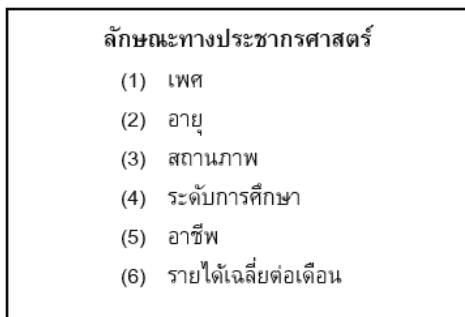 ลักษณะทางประชากรศาสตร์
(1) เพศ
(2) อายุ
(3) สถานภาพ
(4) ระดับการศึกษา
(5) อาชีพ
(6) รายได้เฉลี่ยต่อเดือน